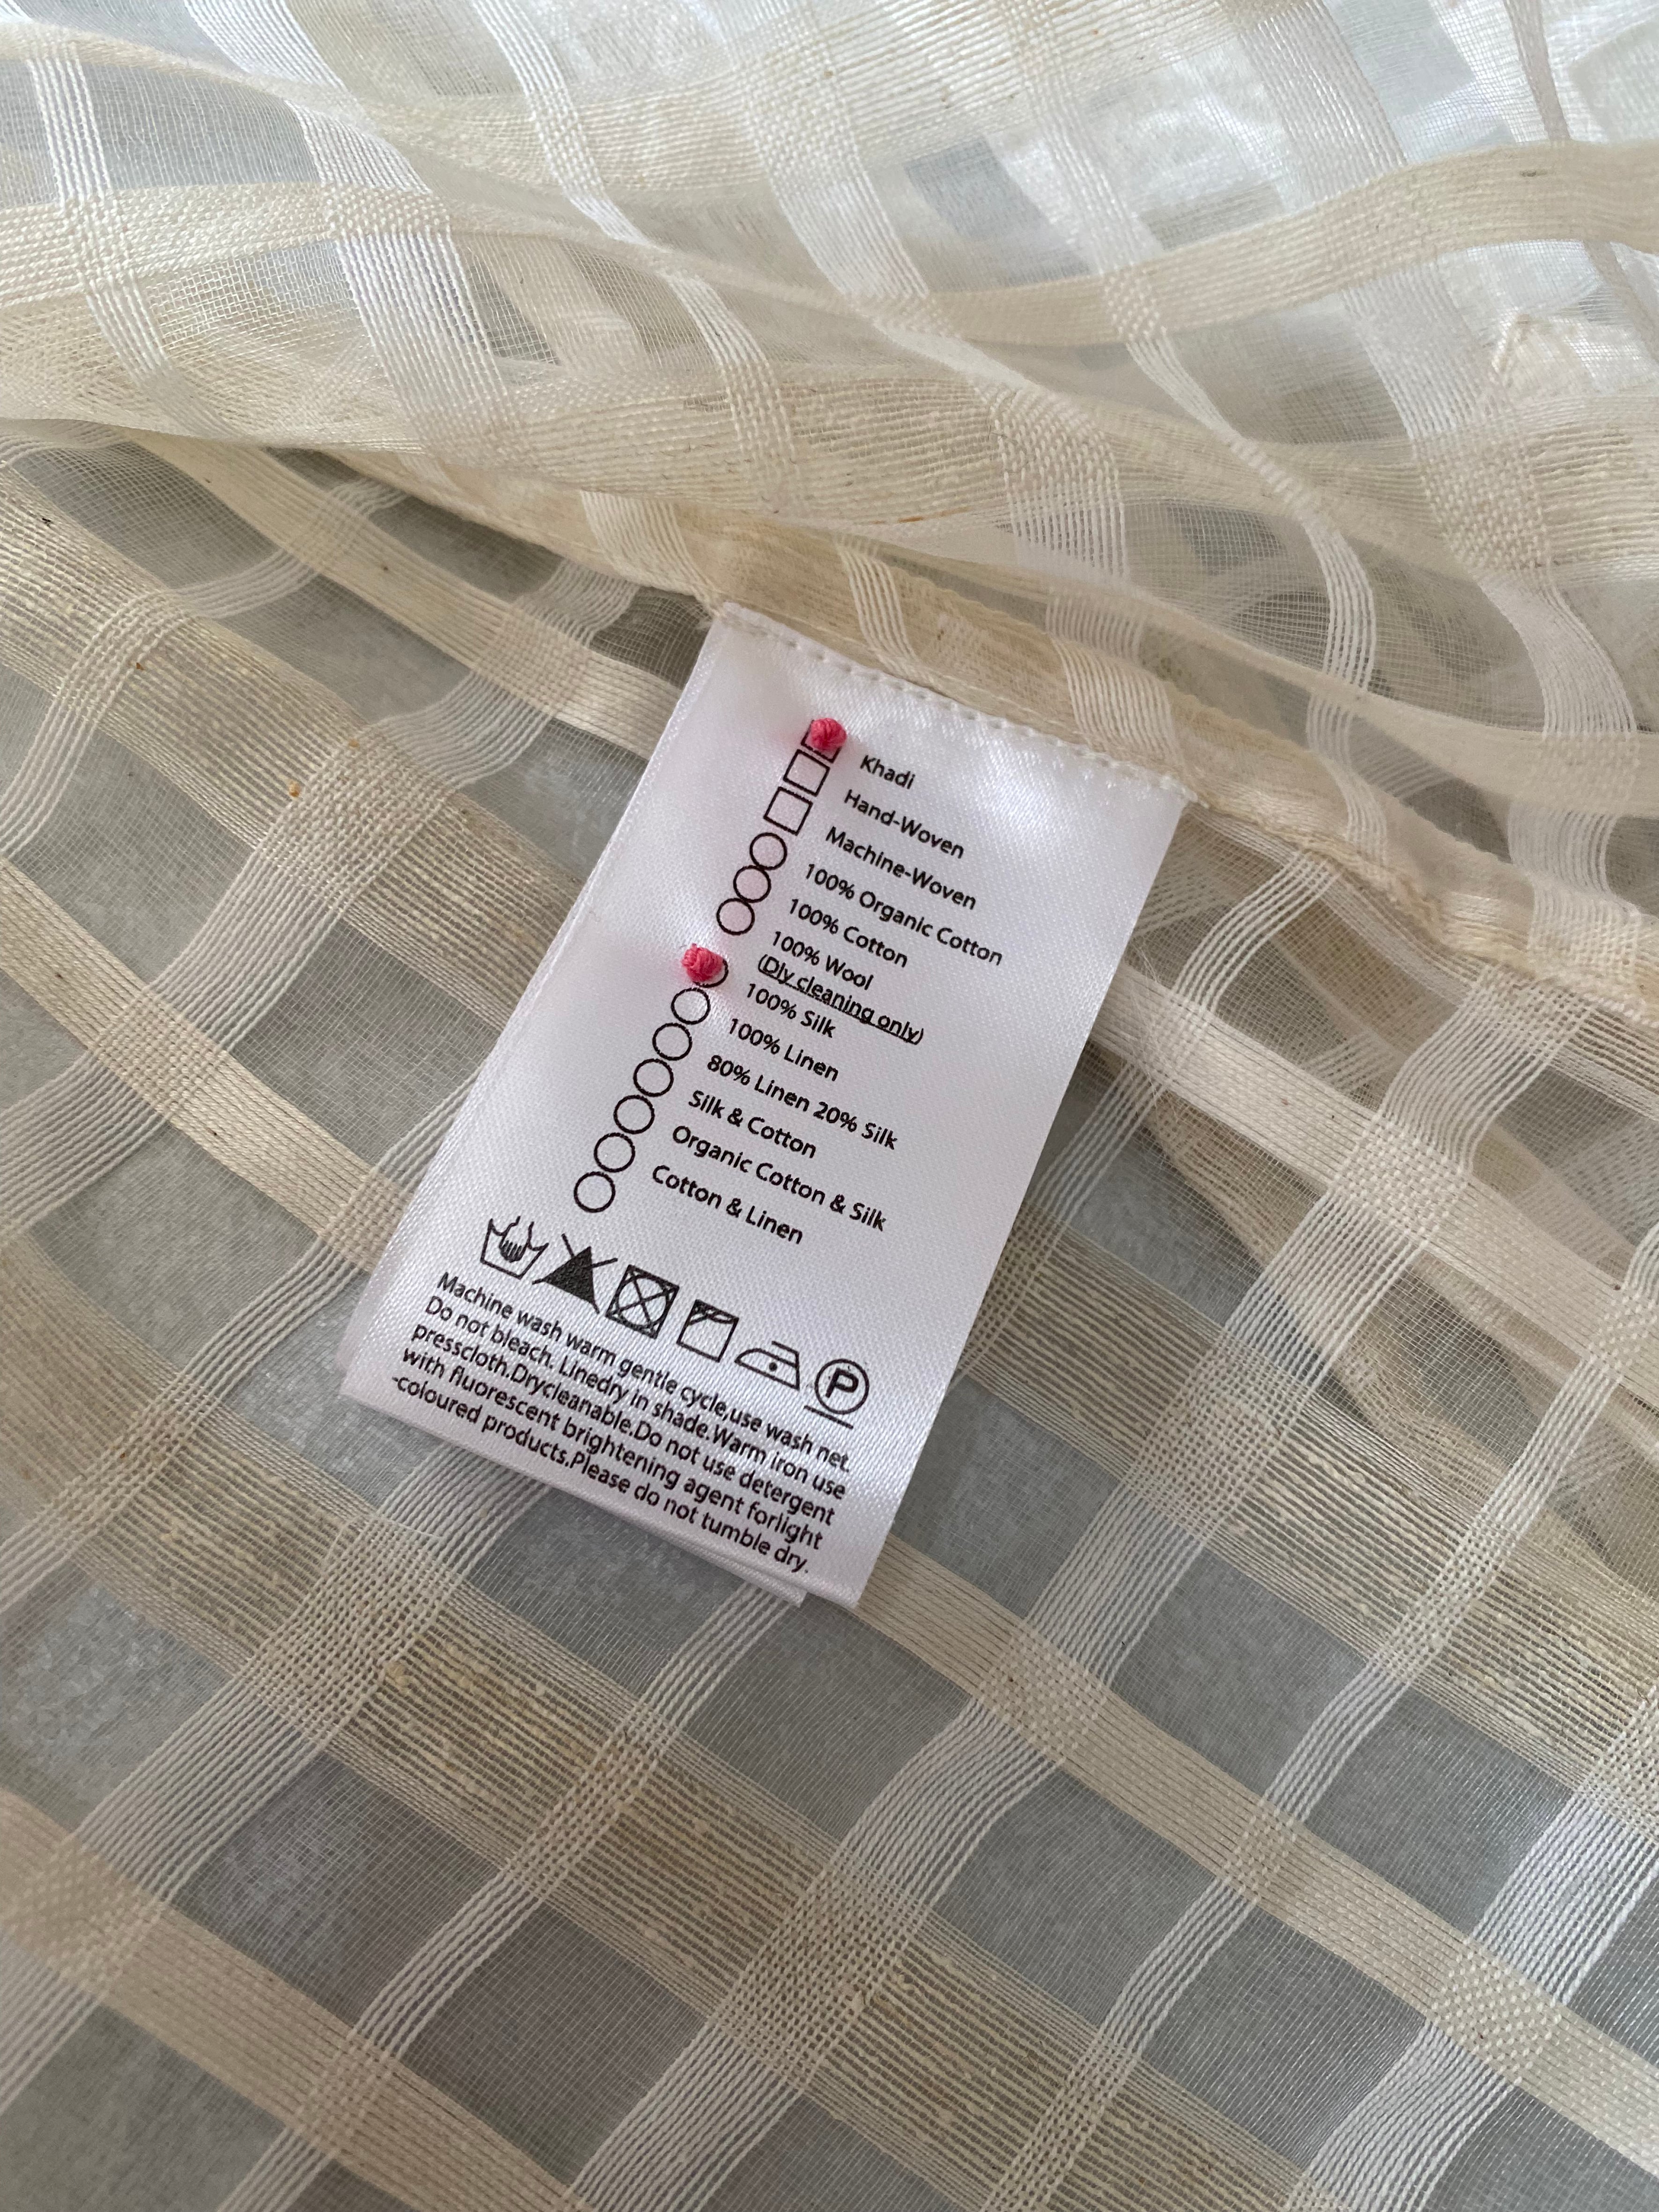 Khadi
Hand-Woven
Machine-Woven
100% Organic Cotton
100% Cotton
100% Wool
(Dly cleaning only)
100% Silk
100% Linen
80% Linen 20% Silk
Silk & Cotton
Organic Cotton & Silk
Cotton & Linen
P
Machine wash warm gentle cycle,use wash net.
Do not bleach. Linedry in shade.Warm iron use
presscloth.Drycleanable.Do not use detergent
with fluorescent brightening agent forlight
-coloured products.Please do not tumble dry.